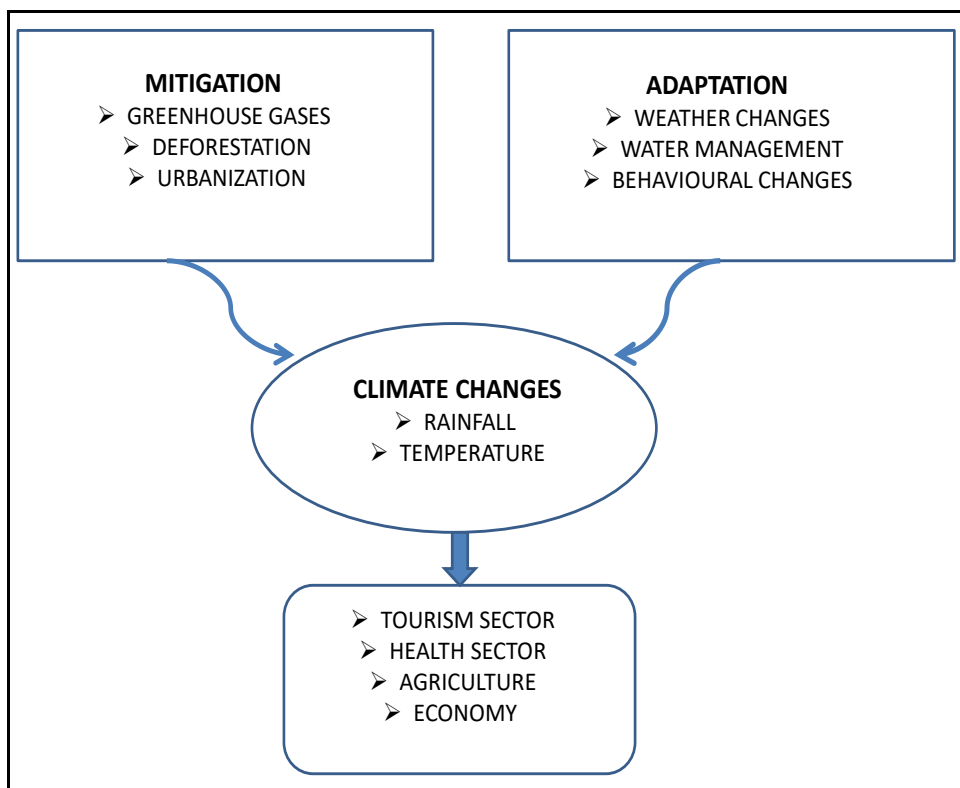 MITIGATION
➢ GREENHOUSE GASES
➢ DEFORESTATION
➢ URBANIZATION
ADAPTATION
➢ WEATHER CHANGES
➢ WATER MANAGEMENT
➢ BEHAVIOURAL CHANGES
CLIMATE CHANGES
➢ RAINFALL
➢ TEMPERATURE
➢ TOURISM SECTOR
➢ HEALTH SECTOR
➢ AGRICULTURE
➢ ECONOMY